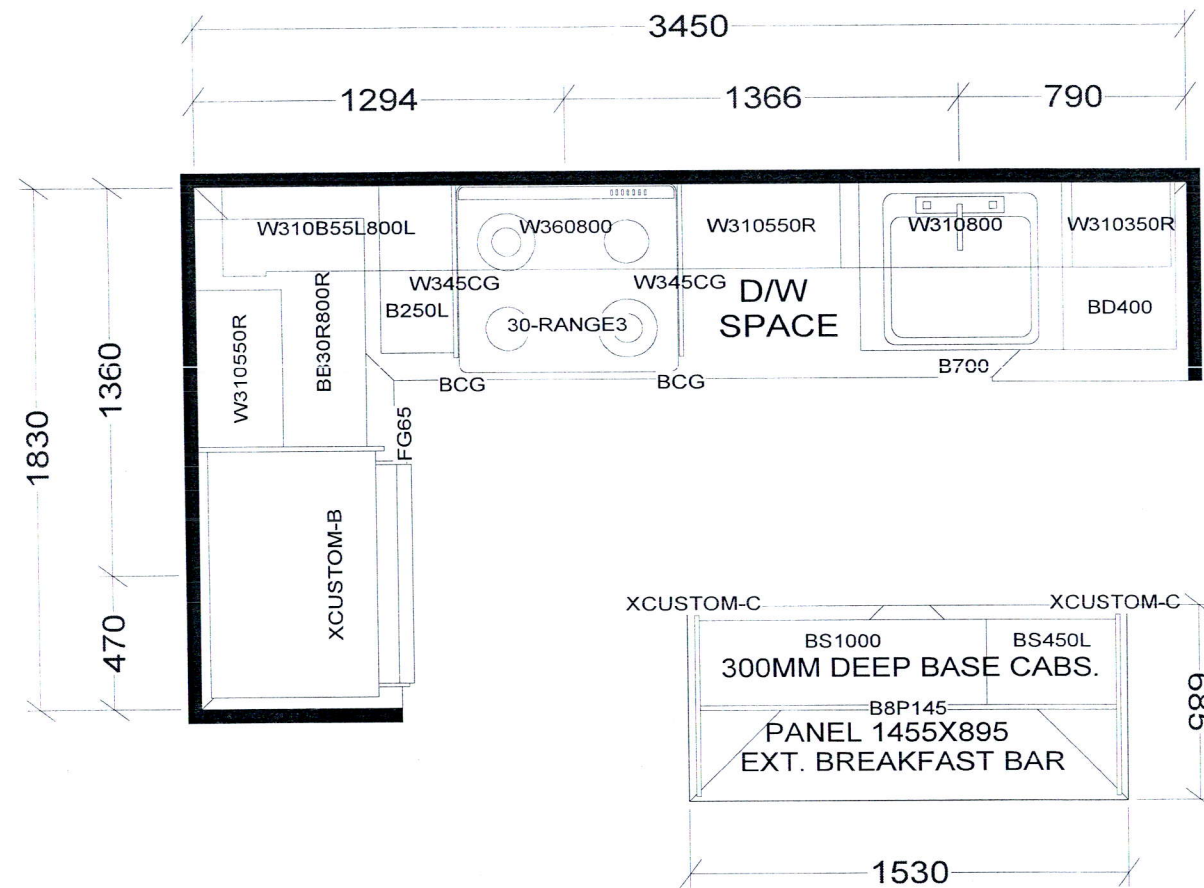 3450
1294
1366
790
W310B55L800L
W360800
W310550R
W310800
W310350R
W345CG
W345CG
B250L
30-RANGE3
D/W
SPACE
BD400
W310550R
BB30R800R
BCG
BCG
B700
FG65
1830
1360
470
XCUSTOM-B
XCUSTOM-C
XCUSTOM-C
BS1000
BS450L
300MM DEEP BASE CABS.
B8P145
PANEL 1455X895
EXT. BREAKFAST BAR
685
1530